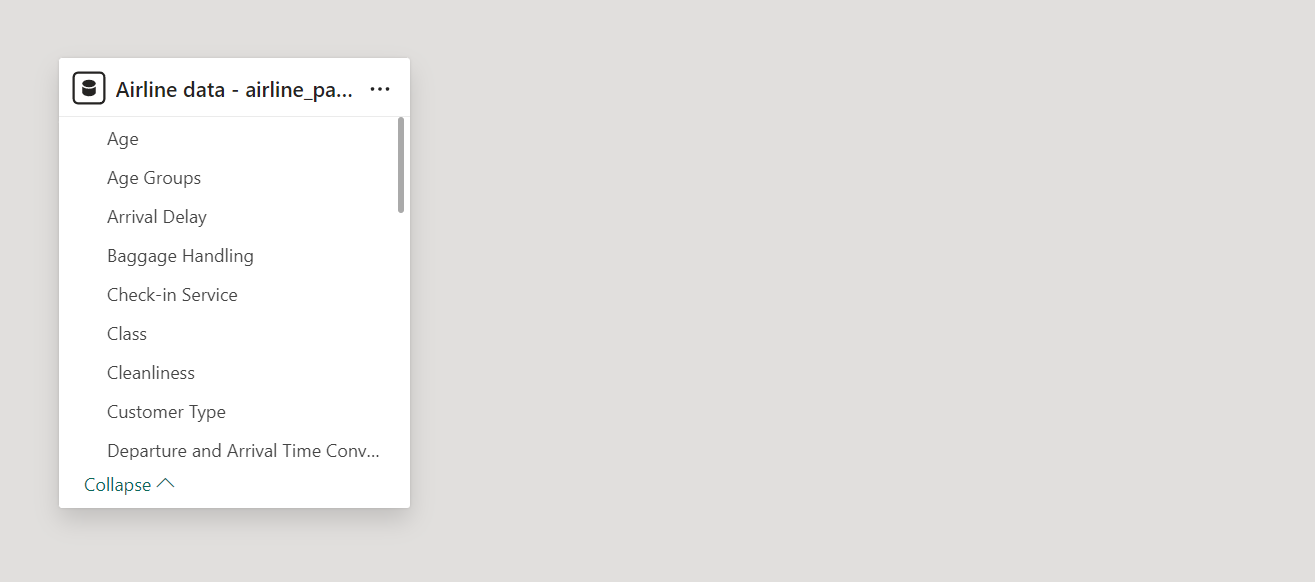 Airline data - airline_pa...
Age
Age Groups
Arrival Delay
Baggage Handling
Check-in Service
Class
Cleanliness
Customer Type
Departure and Arrival Time Conv...
Collapse